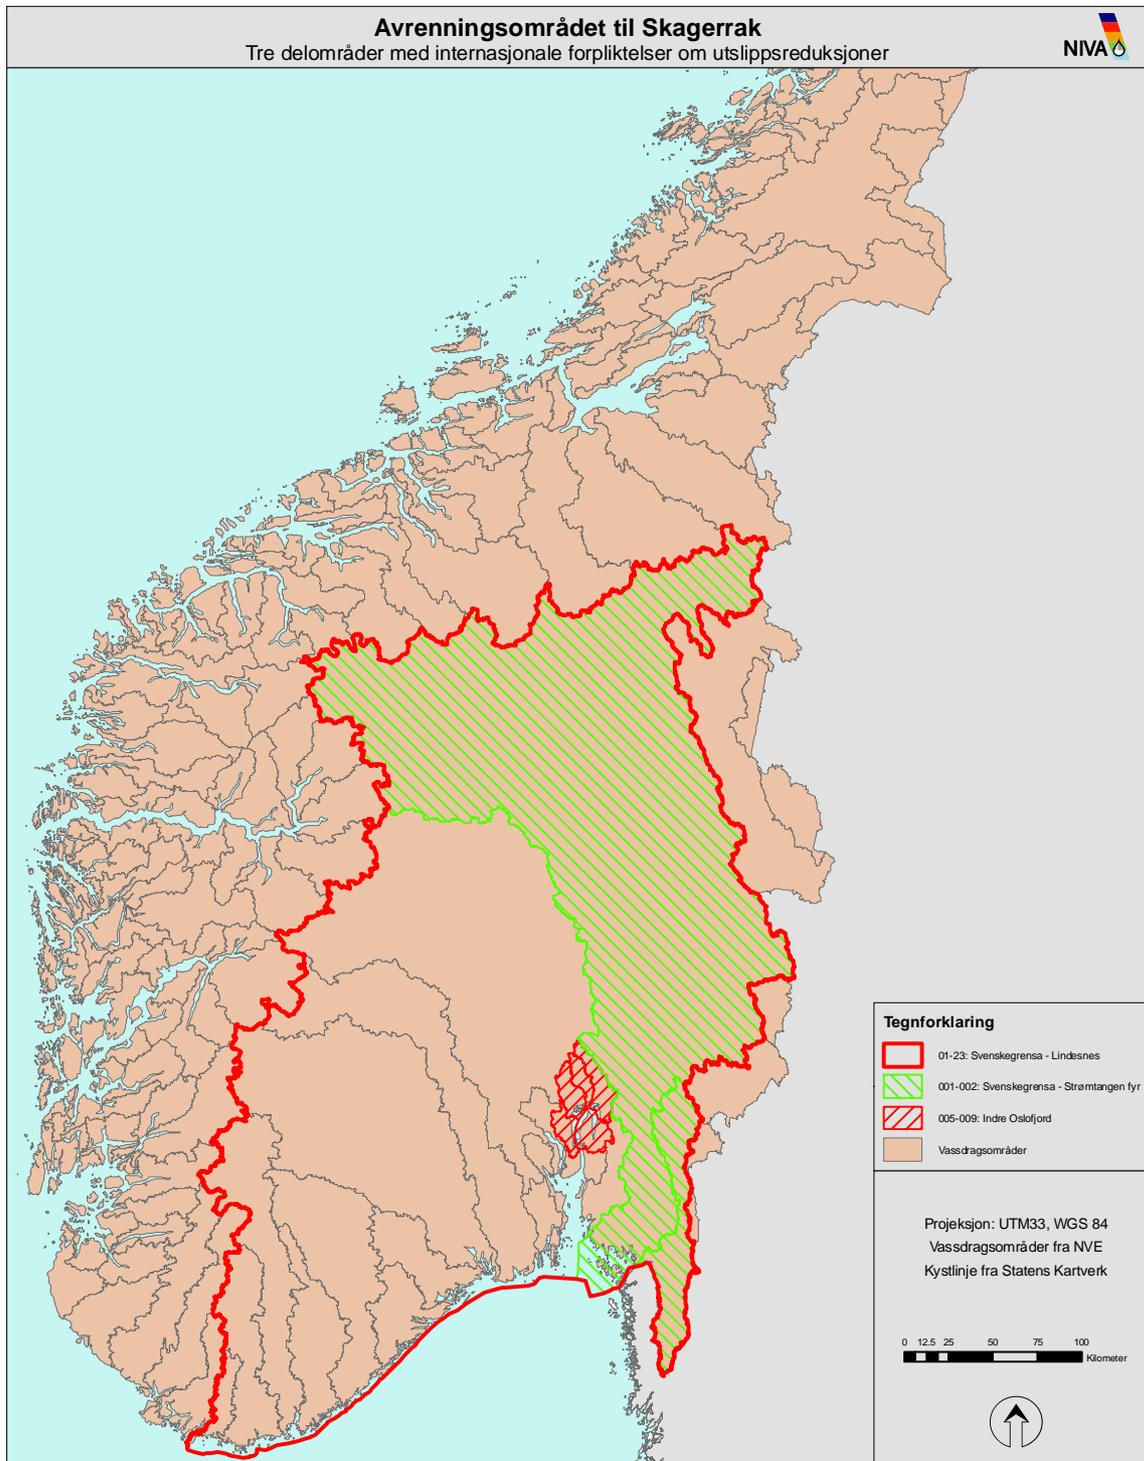 Avrenningsområdet til Skagerrak
Tre delområder med internasjonale forpliktelser om utslippsreduksjoner
NIVA
Tegnforklaring
01-23: Svenskegrensa - Lindesnes
001-002: Svenskegrensa - Strømtangen fyr
005-009: Indre Oslofjord
Vassdragsområder
Projeksjon: UTM33, WGS 84
Vassdragsområder fra NVE
Kystlinje fra Statens Kartverk
0 12.5 25 50 75 100
Kilometer